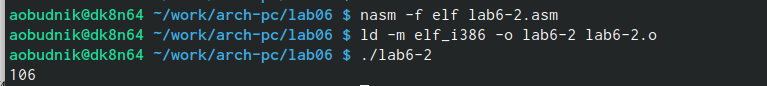 aobudnik@dk8n64 ~/work/arch-pc/lab06 $ nasm -f elf lab6-2.asm
aobudnik@dk8n64 ~/work/arch-pc/lab06 $ ld -m elf_i386 -o lab6-2 lab6-2.o
aobudnik@dk8n64 ~/work/arch-pc/lab06 $ ./lab6-2
106